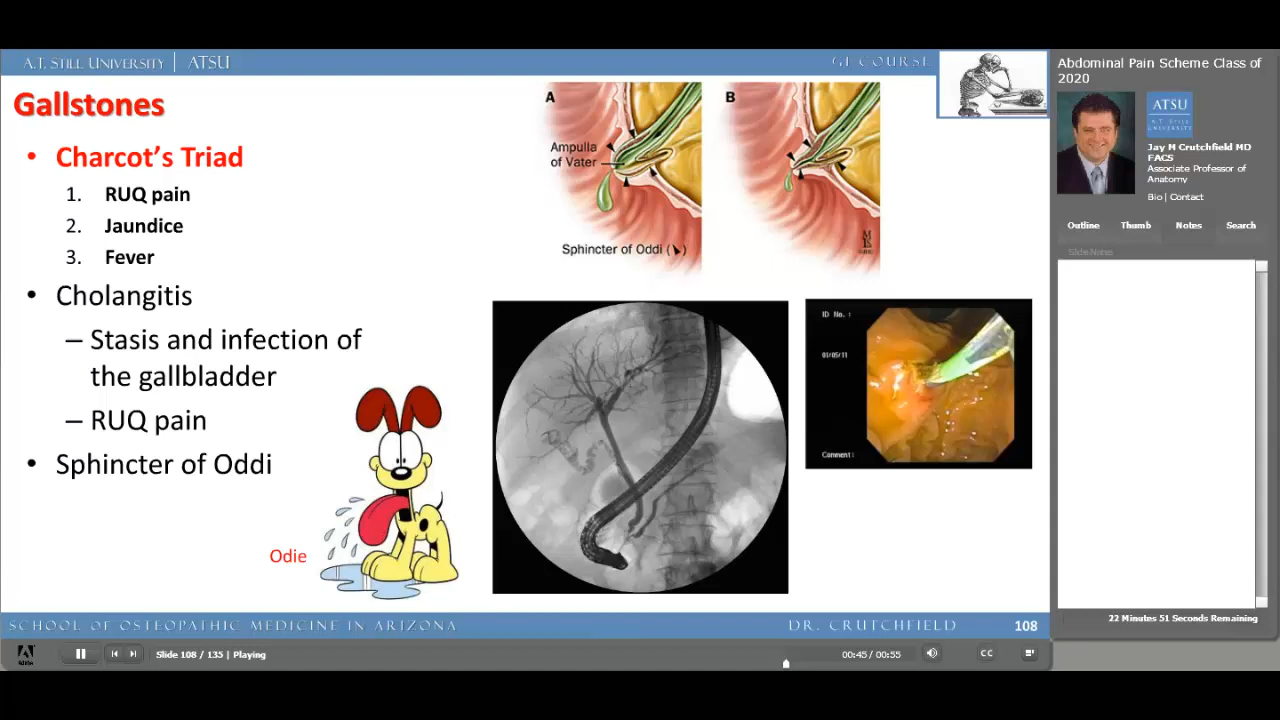 A.T. STILL UNIVERSITY | ATSU
GI COURSE
Gallstones
• Charcot's Triad
1. RUQ pain
2. Jaundice
3. Fever
• Cholangitis
– Stasis and infection of
the gallbladder
– RUQ pain
• Sphincter of Oddi
Odie
A
B
Ampulla
of Vater
Sphincter of Oddi ( )
ID No. :
01/05/11
Comment:
SCHOOL OF OSTEOPATHIC MEDICINE IN ARIZONA
DR. CRUTCHFIELD
108
Abdominal Pain Scheme Class of
2020
ATSU
A.T. STILL
UNIVERSITY
Jay M Crutchfield MD
FACS
Associate Professor of
Anatomy
Bio | Contact
Outline
Thumb
Notes
Search
Slide Notes
22 Minutes 51 Seconds Remaining
Slide 108 / 135 | Playing
00:45 / 00:55
CC